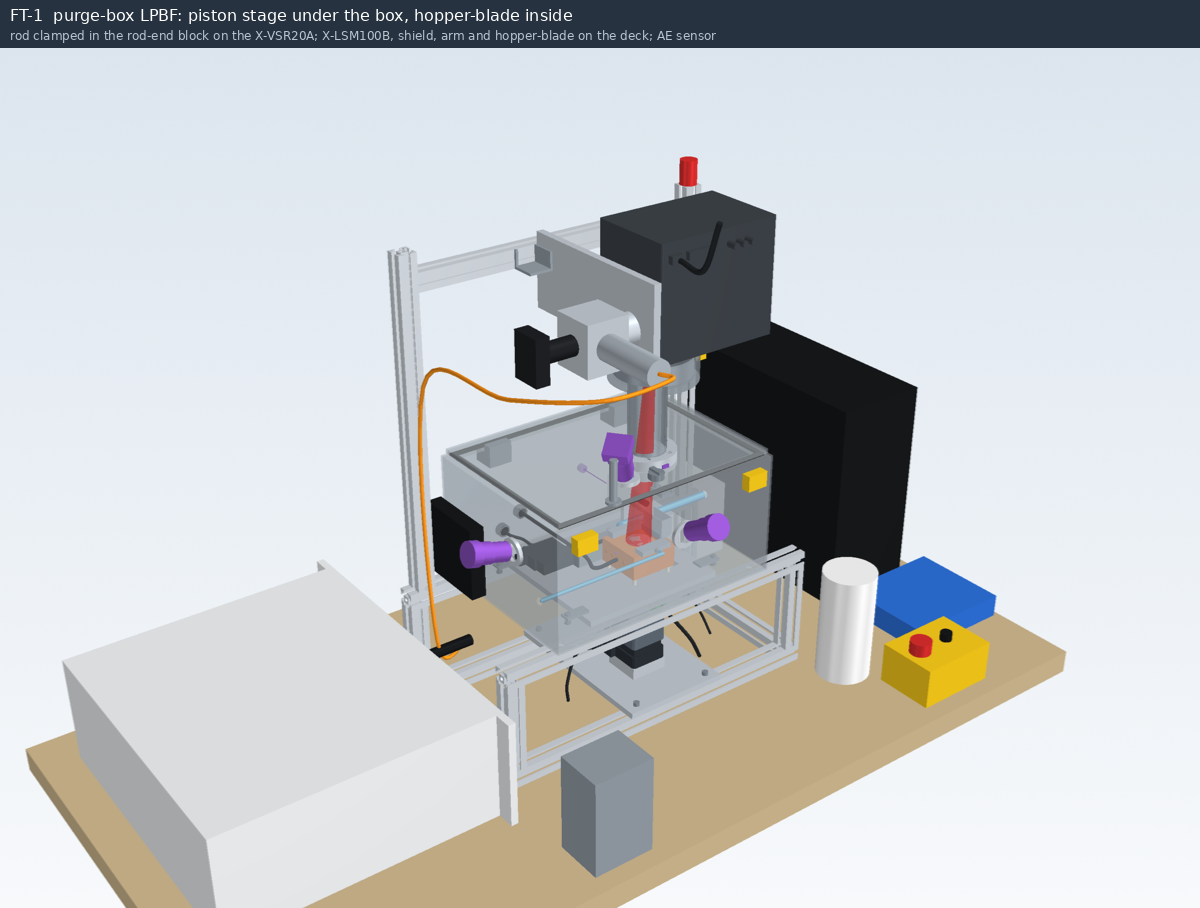 FT-1  purge-box LPBF: piston stage under the box, hopper-blade inside
rod clamped in the rod-end block on the X-VSR20A; X-LSM100B, shield, arm and hopper-blade on the deck; AE sensor